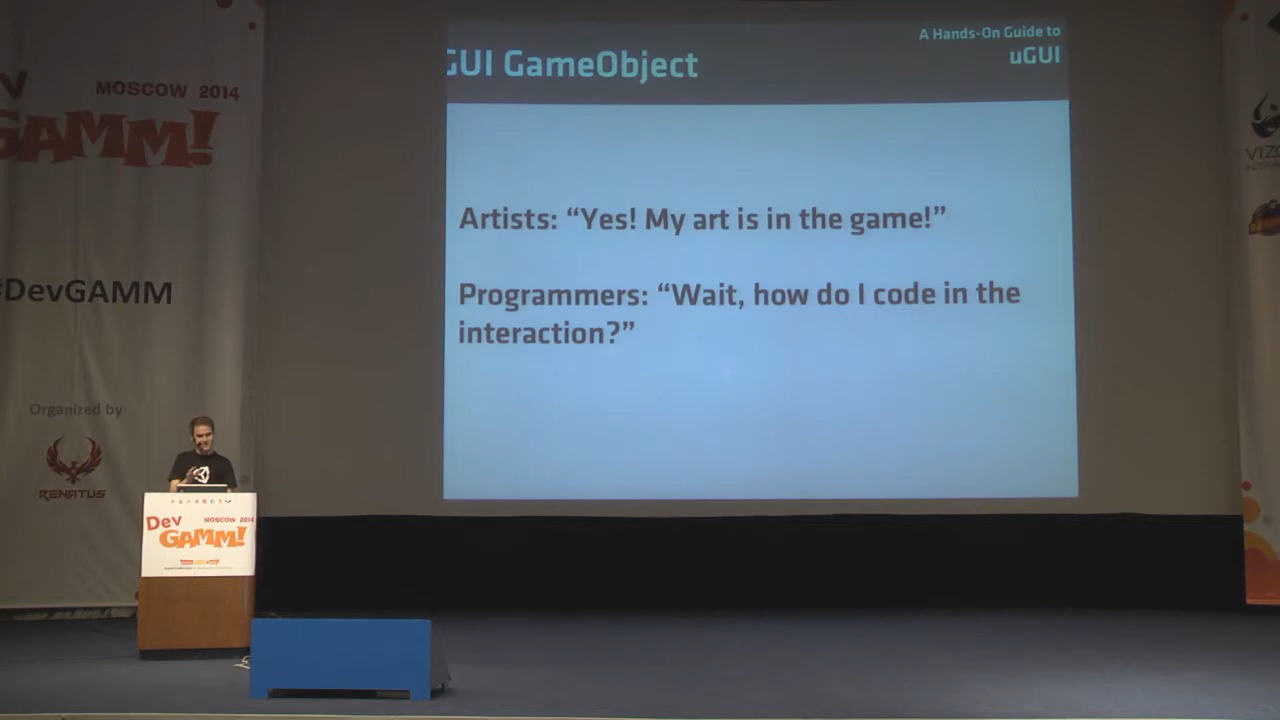 A Hands-On Guide to
uGUI
GUI GameObject
Artists: “Yes! My art is in the game!”
Programmers: “Wait, how do I code in the
interaction?”
V
MOSCOW 2014
GAMM!
#DevGAMM
Organized by
RENATUS
Dev
MOSCOW 2014
GAMM!